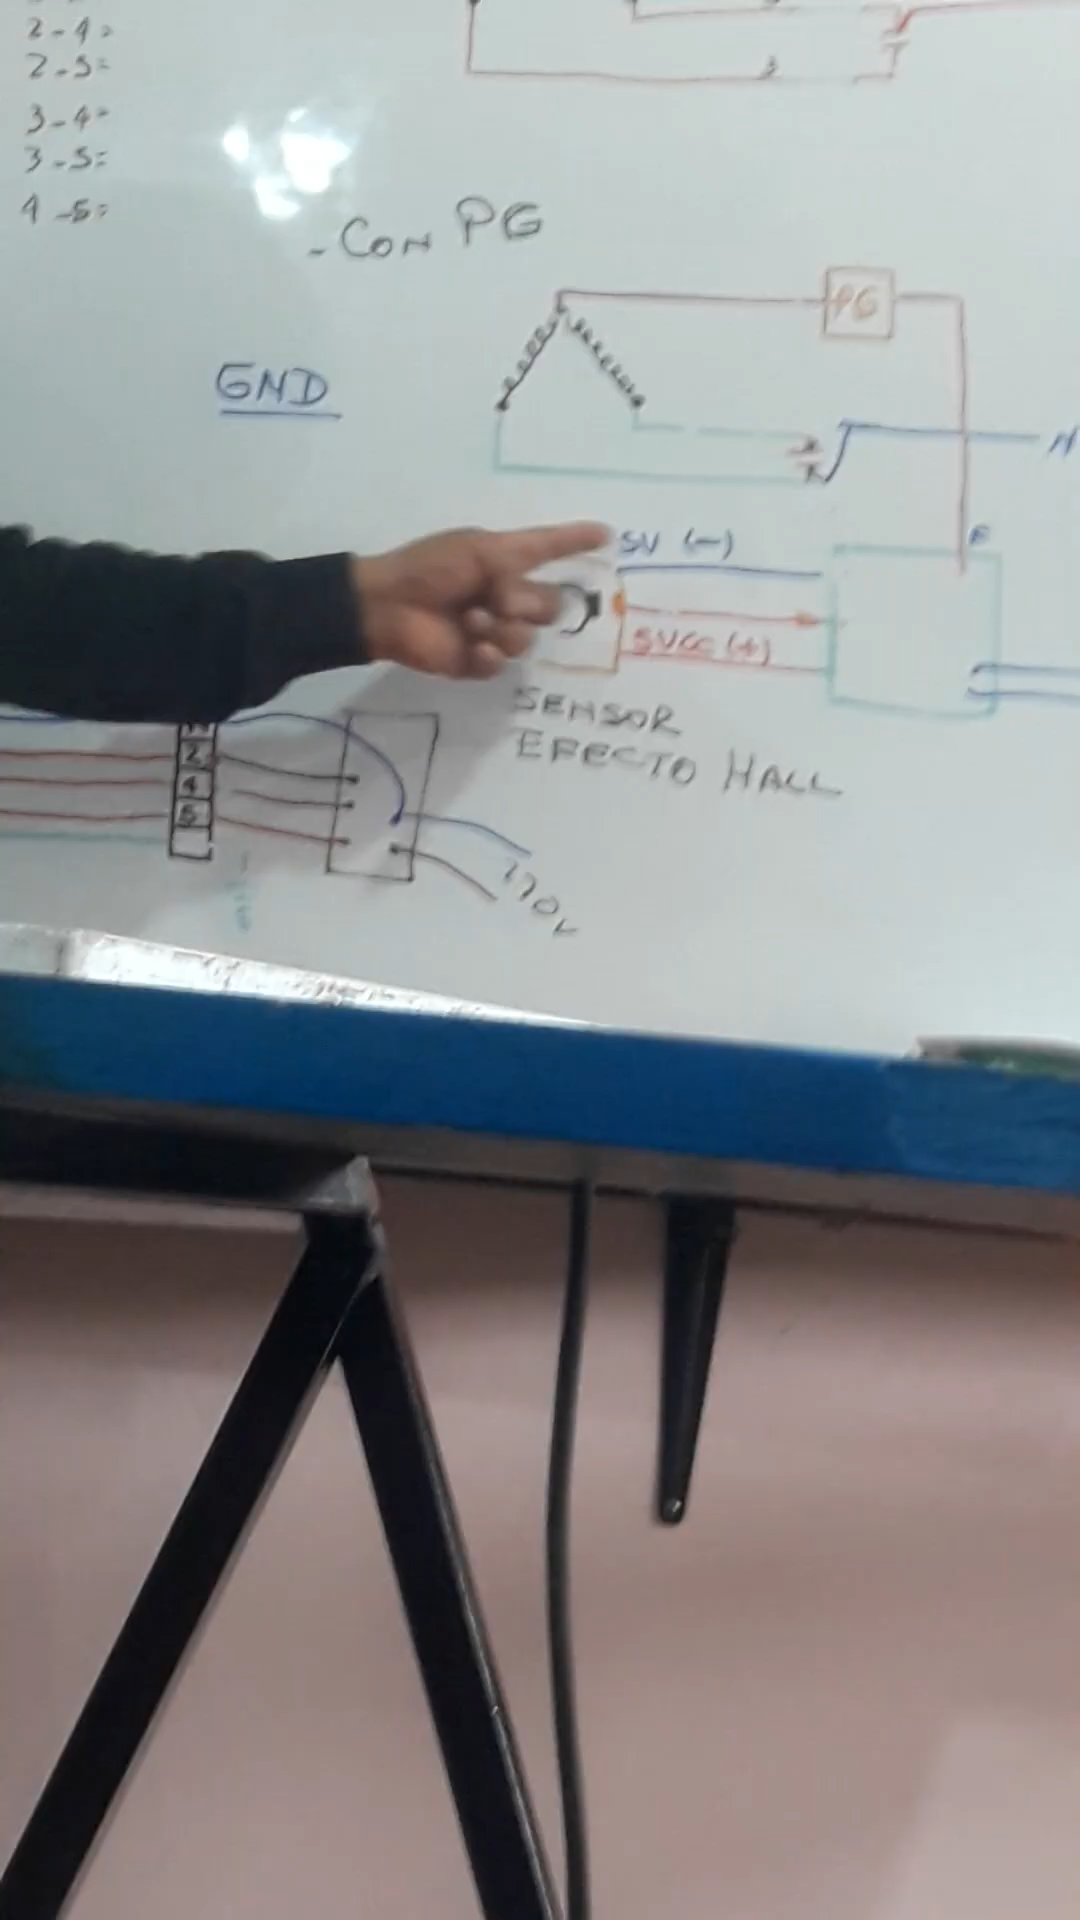 2-4=
2-5=
3-4=
3-5=
4-5=
- CON PG
PG
GND
N
F
5V (-)
5VCC (+)
SENSOR
EFECTO HALL
2
4
5